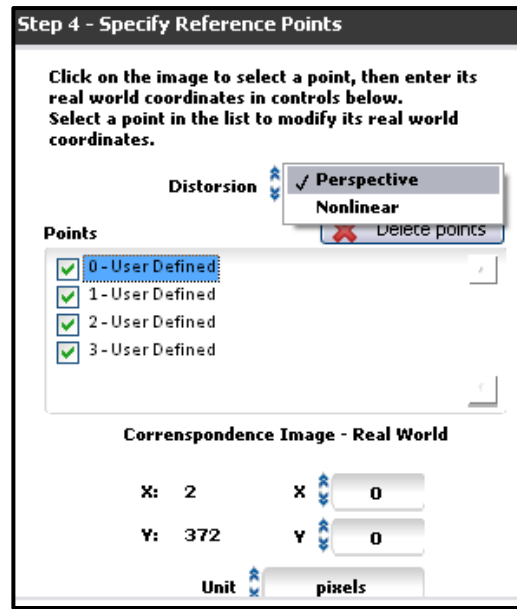 Step 4 - Specify Reference Points
Click on the image to select a point, then enter its
real world coordinates in controls below.
Select a point in the list to modify its real world
coordinates.
Distorsion
✓ Perspective
Nonlinear
Points
Delete points
0 - User Defined
1 - User Defined
2 - User Defined
3 - User Defined
Correnspondence Image - Real World
X: 2 X 0
Y: 372 Y 0
Unit pixels